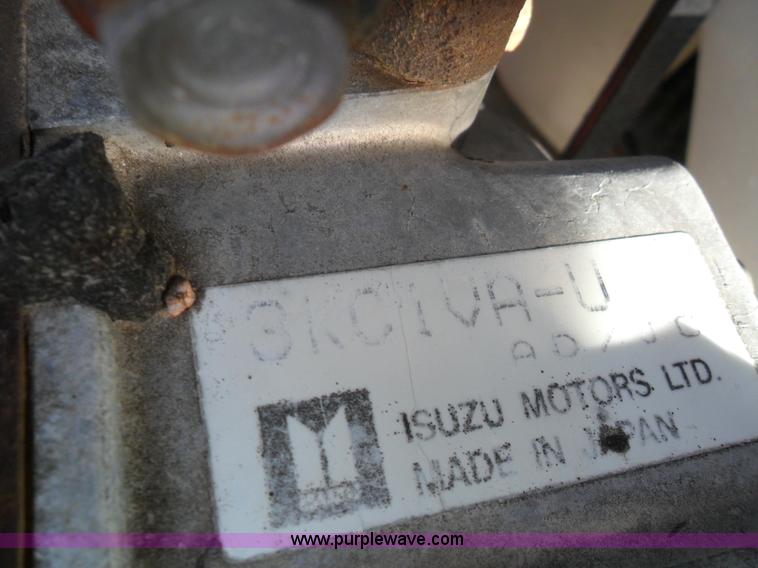 3KC1VA-U
ISUZU MOTORS LTD.
MADE IN JAPAN
www.purplewave.com